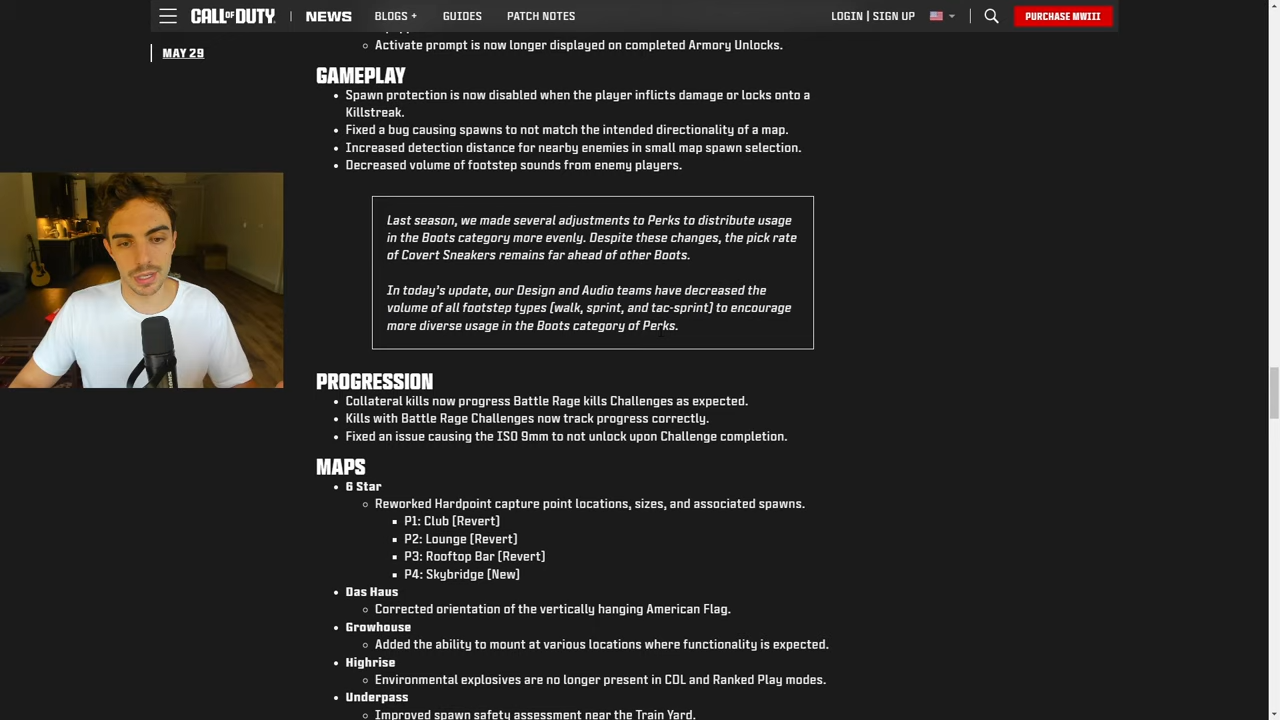 CALL OF DUTY NEWS BLOGS + GUIDES PATCH NOTES LOGIN | SIGN UP PURCHASE MWIII
MAY 29
Activate prompt is now longer displayed on completed Armory Unlocks.
GAMEPLAY
Spawn protection is now disabled when the player inflicts damage or locks onto a
Killstreak.
Fixed a bug causing spawns to not match the intended directionality of a map.
Increased detection distance for nearby enemies in small map spawn selection.
Decreased volume of footstep sounds from enemy players.
Last season, we made several adjustments to Perks to distribute usage
in the Boots category more evenly. Despite these changes, the pick rate
of Covert Sneakers remains far ahead of other Boots.
In today's update, our Design and Audio teams have decreased the
volume of all footstep types (walk, sprint, and tac-sprint) to encourage
more diverse usage in the Boots category of Perks.
PROGRESSION
Collateral kills now progress Battle Rage kills Challenges as expected.
Kills with Battle Rage Challenges now track progress correctly.
Fixed an issue causing the ISO 9mm to not unlock upon Challenge completion.
MAPS
6 Star
Reworked Hardpoint capture point locations, sizes, and associated spawns.
P1: Club (Revert)
P2: Lounge (Revert)
P3: Rooftop Bar (Revert)
P4: Skybridge (New)
Das Haus
Corrected orientation of the vertically hanging American Flag.
Growhouse
Added the ability to mount at various locations where functionality is expected.
Highrise
Environmental explosives are no longer present in CDL and Ranked Play modes.
Underpass
Improved spawn safety assessment near the Train Yard.